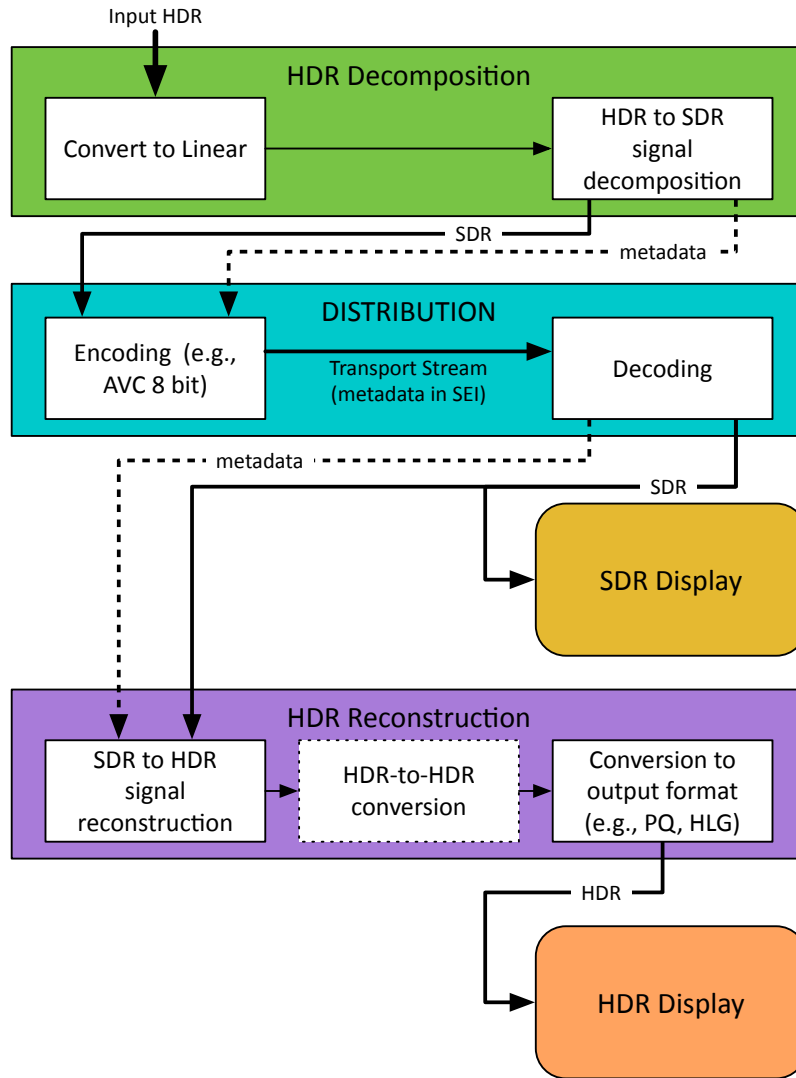 Input HDR
HDR Decomposition
Convert to Linear
HDR to SDR
signal
decomposition
SDR
metadata
DISTRIBUTION
Encoding (e.g.,
AVC 8 bit)
Transport Stream
(metadata in SEI)
Decoding
metadata
SDR
SDR Display
HDR Reconstruction
SDR to HDR
signal
reconstruction
HDR-to-HDR
conversion
Conversion to
output format
(e.g., PQ, HLG)
HDR
HDR Display